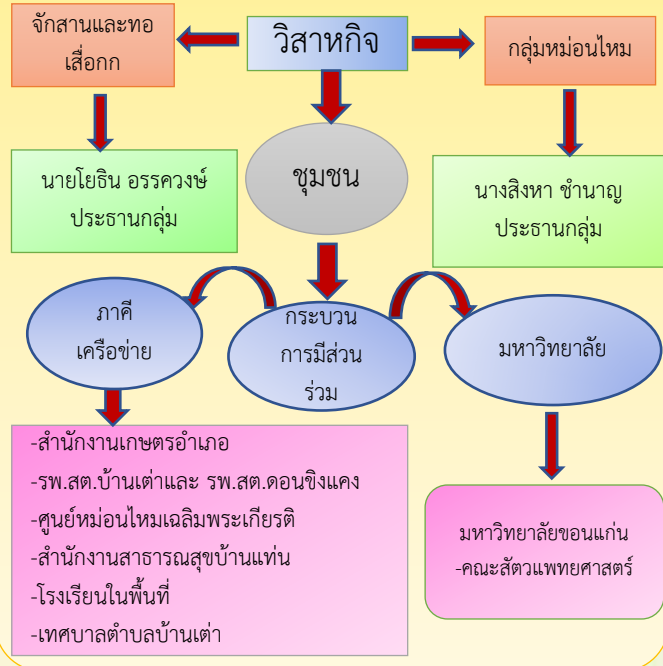 จักสานและทอ
เสื่อกก
วิสาหกิจ
กลุ่มหม่อนไหม
นายโยธิน อรรควงษ์
ประธานกลุ่ม
ชุมชน
นางสิงหา ชำนาญ
ประธานกลุ่ม
ภาคี
เครือข่าย
กระบวน
การมีส่วน
ร่วม
มหาวิทยาลัย
-สำนักงานเกษตรอำเภอ
-รพ.สต.บ้านเต่าและ รพ.สต.ดอนขิงแคง
-ศูนย์หม่อนไหมเฉลิมพระเกียรติ
-สำนักงานสาธารณสุขบ้านแท่น
-โรงเรียนในพื้นที่
-เทศบาลตำบลบ้านเต่า
มหาวิทยาลัยขอนแก่น
-คณะสัตวแพทยศาสตร์